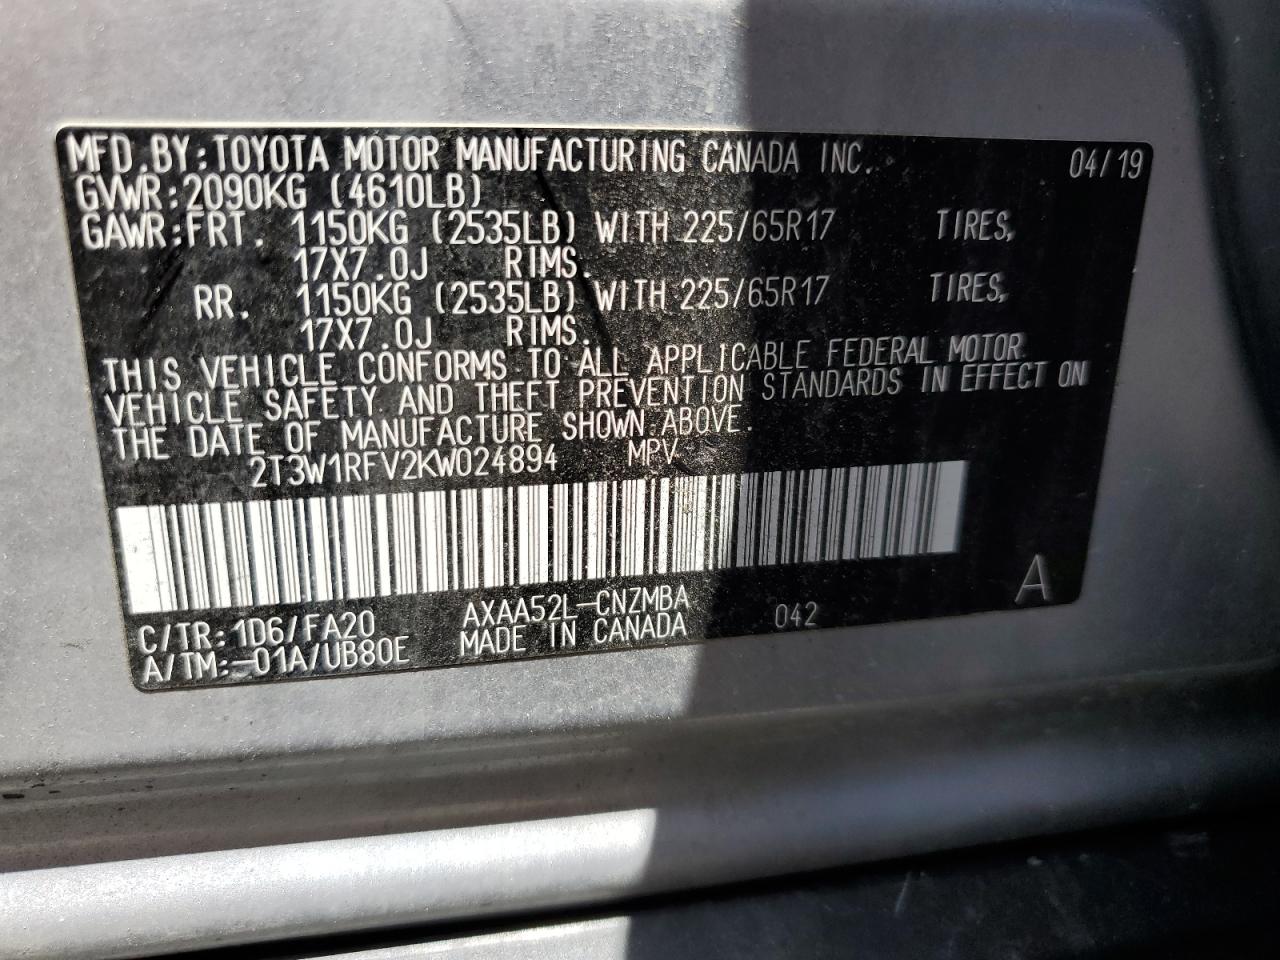 MFD.BY:TOYOTA MOTOR MANUFACTURING CANADA INC. 04/19
GVWR:2090KG (4610LB)
GAWR:FRT. 1150KG (2535LB) WITH 225/65R17 TIRES,
17X7.0J RIMS.
RR. 1150KG (2535LB) WITH 225/65R17 TIRES,
17X7.0J RIMS.
THIS VEHICLE CONFORMS TO ALL APPLICABLE FEDERAL MOTOR
VEHICLE SAFETY AND THEFT PREVENTION STANDARDS IN EFFECT ON
THE DATE OF MANUFACTURE SHOWN ABOVE.
2T3W1RFV2KW024894 MPV
A
C/TR:1D6/FA20 AXAA52L-CNZMBA 042
A/TM:-01A/UB80E MADE IN CANADA